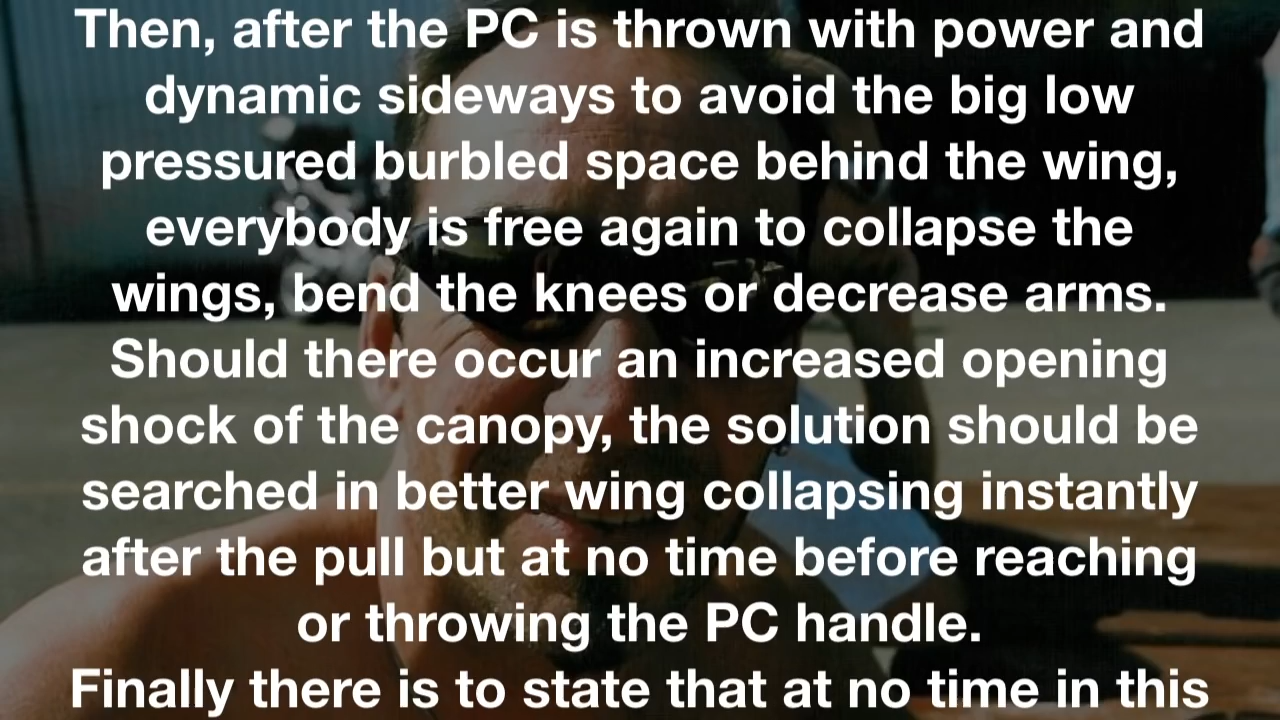 Then, after the PC is thrown with power and
dynamic sideways to avoid the big low
pressured burbled space behind the wing,
everybody is free again to collapse the
wings, bend the knees or decrease arms.
Should there occur an increased opening
shock of the canopy, the solution should be
searched in better wing collapsing instantly
after the pull but at no time before reaching
or throwing the PC handle.
Finally there is to state that at no time in this